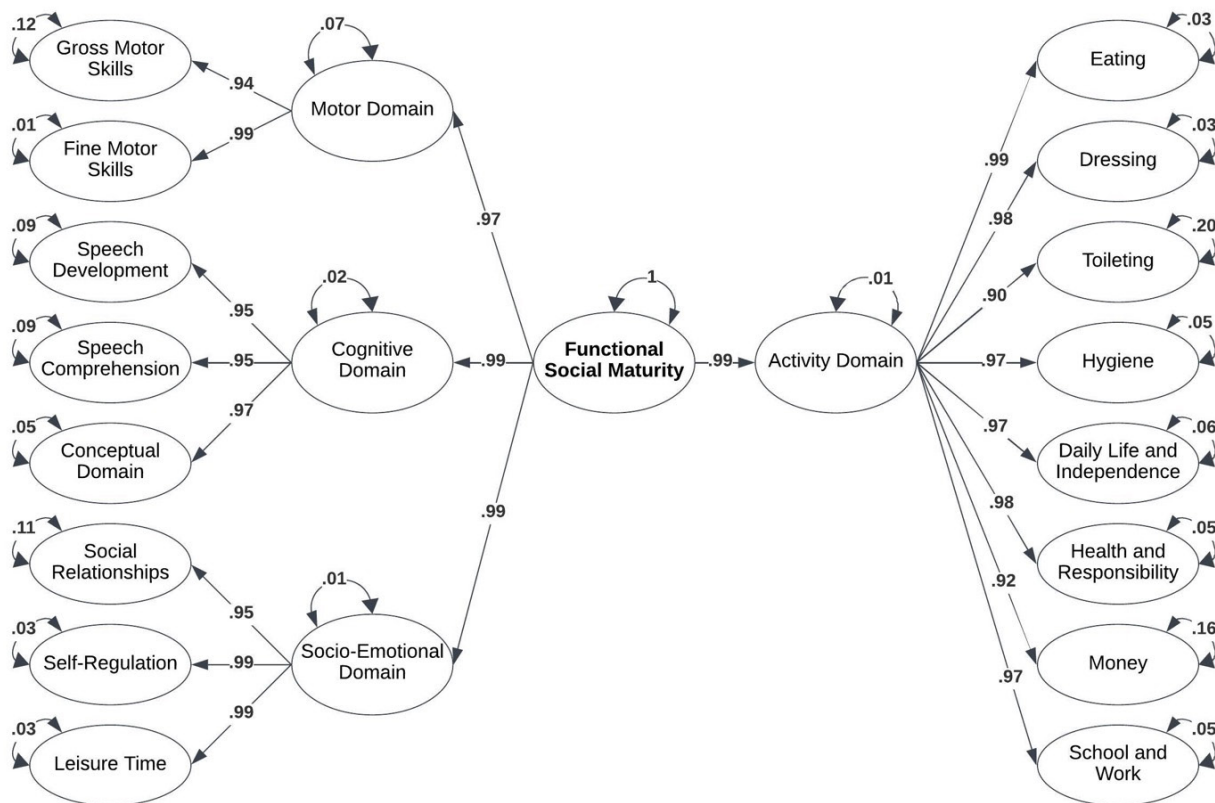 .12
Gross Motor
Skills
.01
Fine Motor
Skills
.94
.99
.07
Motor Domain
.97
.09
Speech
Development
.09
Speech
Comprehension
.05
Conceptual
Domain
.95
.95
.97
.02
Cognitive
Domain
.99
.11
Social
Relationships
.03
Self-Regulation
.03
Leisure Time
.95
.99
.99
.01
Socio-Emotional
Domain
.99
1
Functional
Social Maturity
.99
.01
Activity Domain
.99
.98
.90
.97
.97
.98
.92
.97
.03
Eating
.03
Dressing
.20
Toileting
.05
Hygiene
.06
Daily Life and
Independence
.05
Health and
Responsibility
.16
Money
.05
School and
Work